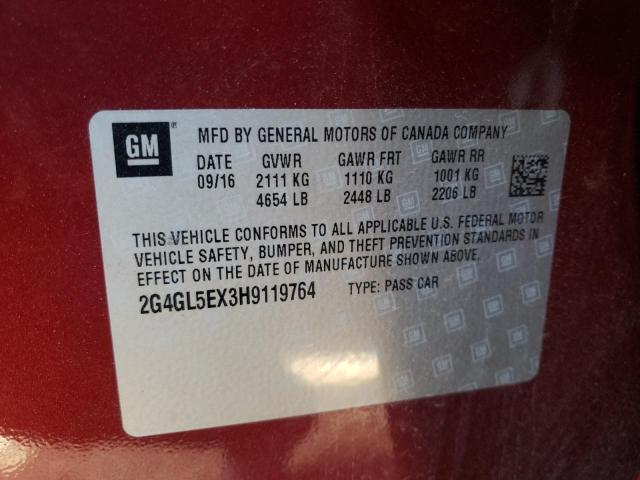 GM ®
MFD BY GENERAL MOTORS OF CANADA COMPANY
DATE GVWR GAWR FRT GAWR RR
09/16 2111 KG 1110 KG 1001 KG
4654 LB 2448 LB 2206 LB
THIS VEHICLE CONFORMS TO ALL APPLICABLE U.S. FEDERAL MOTOR
VEHICLE SAFETY, BUMPER, AND THEFT PREVENTION STANDARDS IN
EFFECT ON THE DATE OF MANUFACTURE SHOWN ABOVE.
2G4GL5EX3H9119764 TYPE: PASS CAR